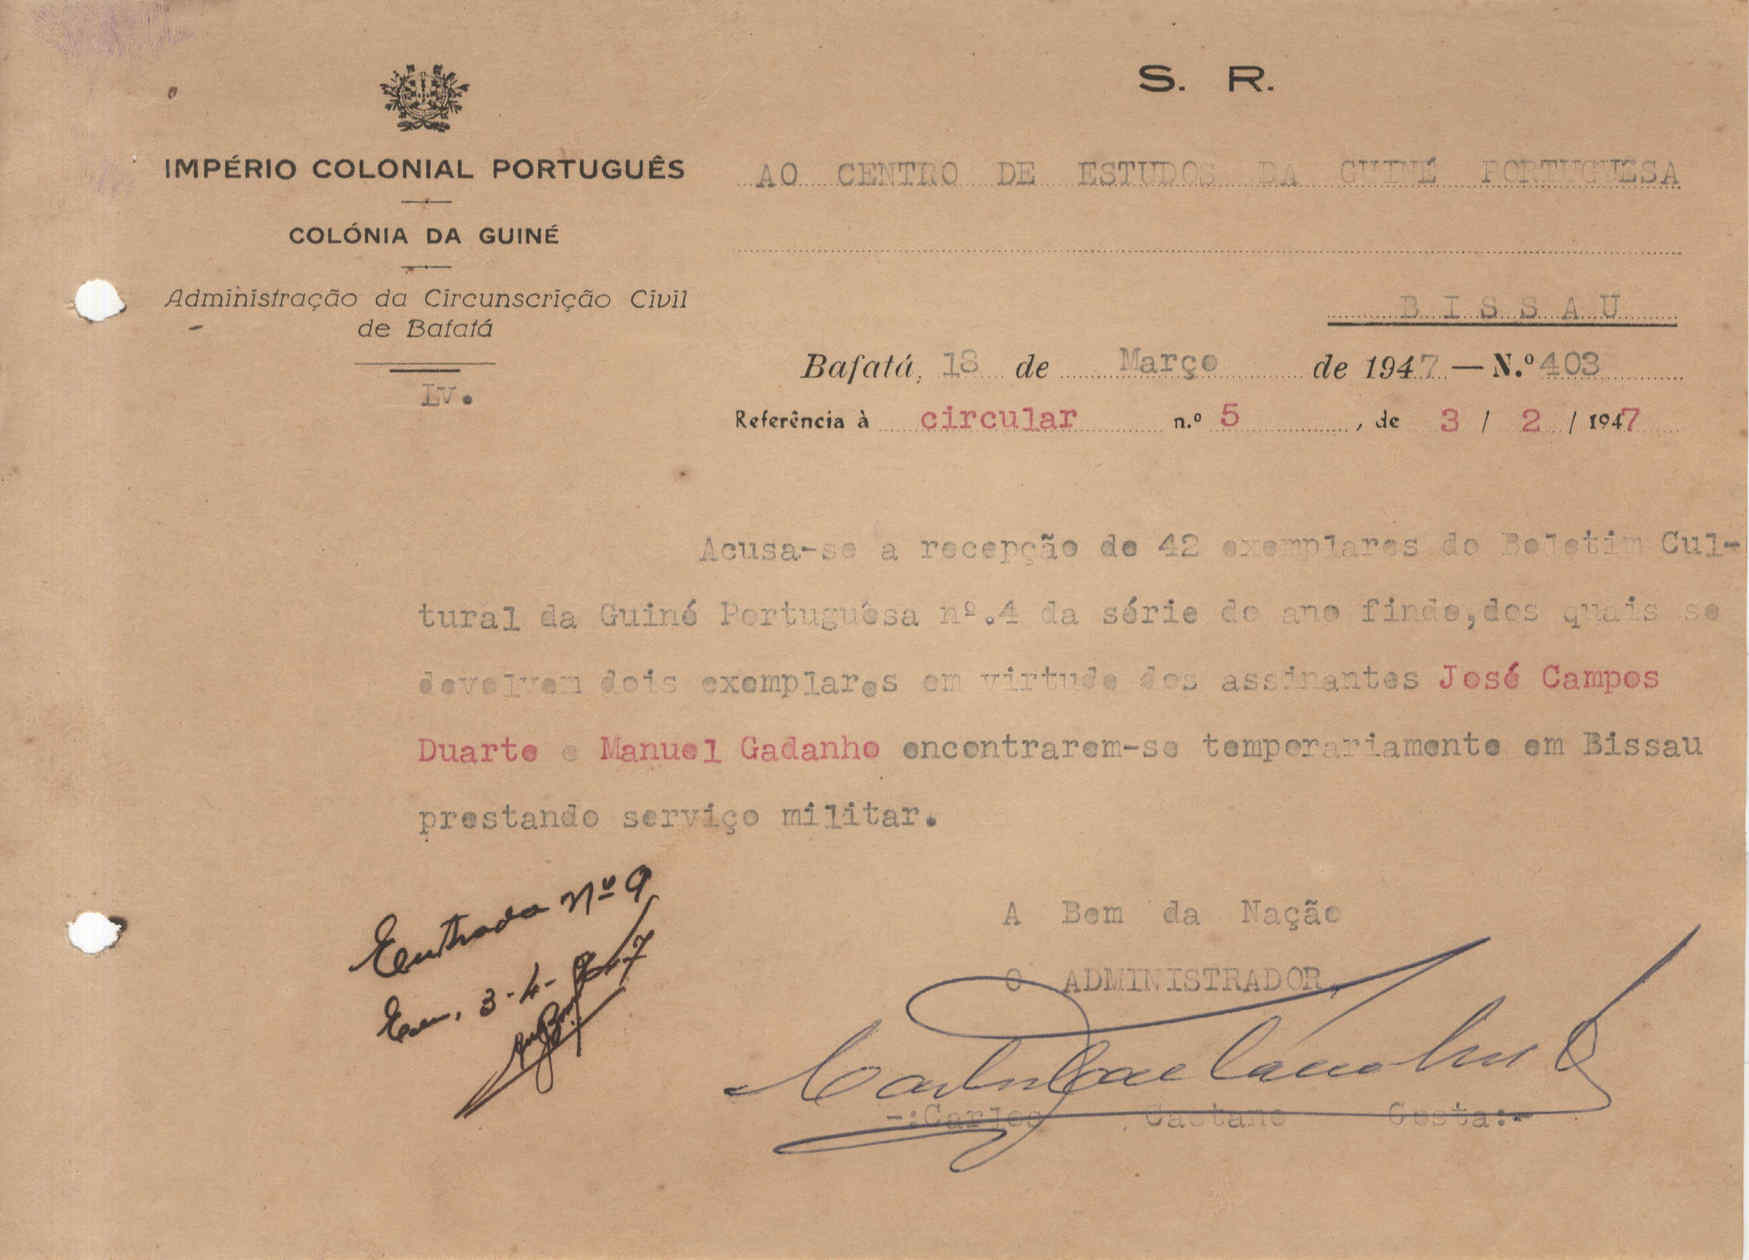 S. R.
IMPÉRIO COLONIAL PORTUGUÊS
COLÓNIA DA GUINÉ
Administração da Circunscrição Civil
de Bafatá
Lv.
AO CENTRO DE ESTUDOS DA GUINÉ PORTUGUESA
BISSAU
Bafatá, 18 de Março de 1947 — N.º 403
Referência à circular n.º 5, de 3 / 2 / 1947
Acusa-se a recepção de 42 exemplares do Boletim Cul-
tural da Guiné Portuguesa nº.4 da série do ano findo,dos quais se
devolvem dois exemplares em virtude dos assinantes José Campos
Duarte e Manuel Gadanho encontrarem-se temporariamente em Bissau
prestando serviço militar.
A Bem da Nação
O ADMINISTRADOR,
-:Carlos Caetano Costa:-
Entrada Nº 9
Em, 3-4-947